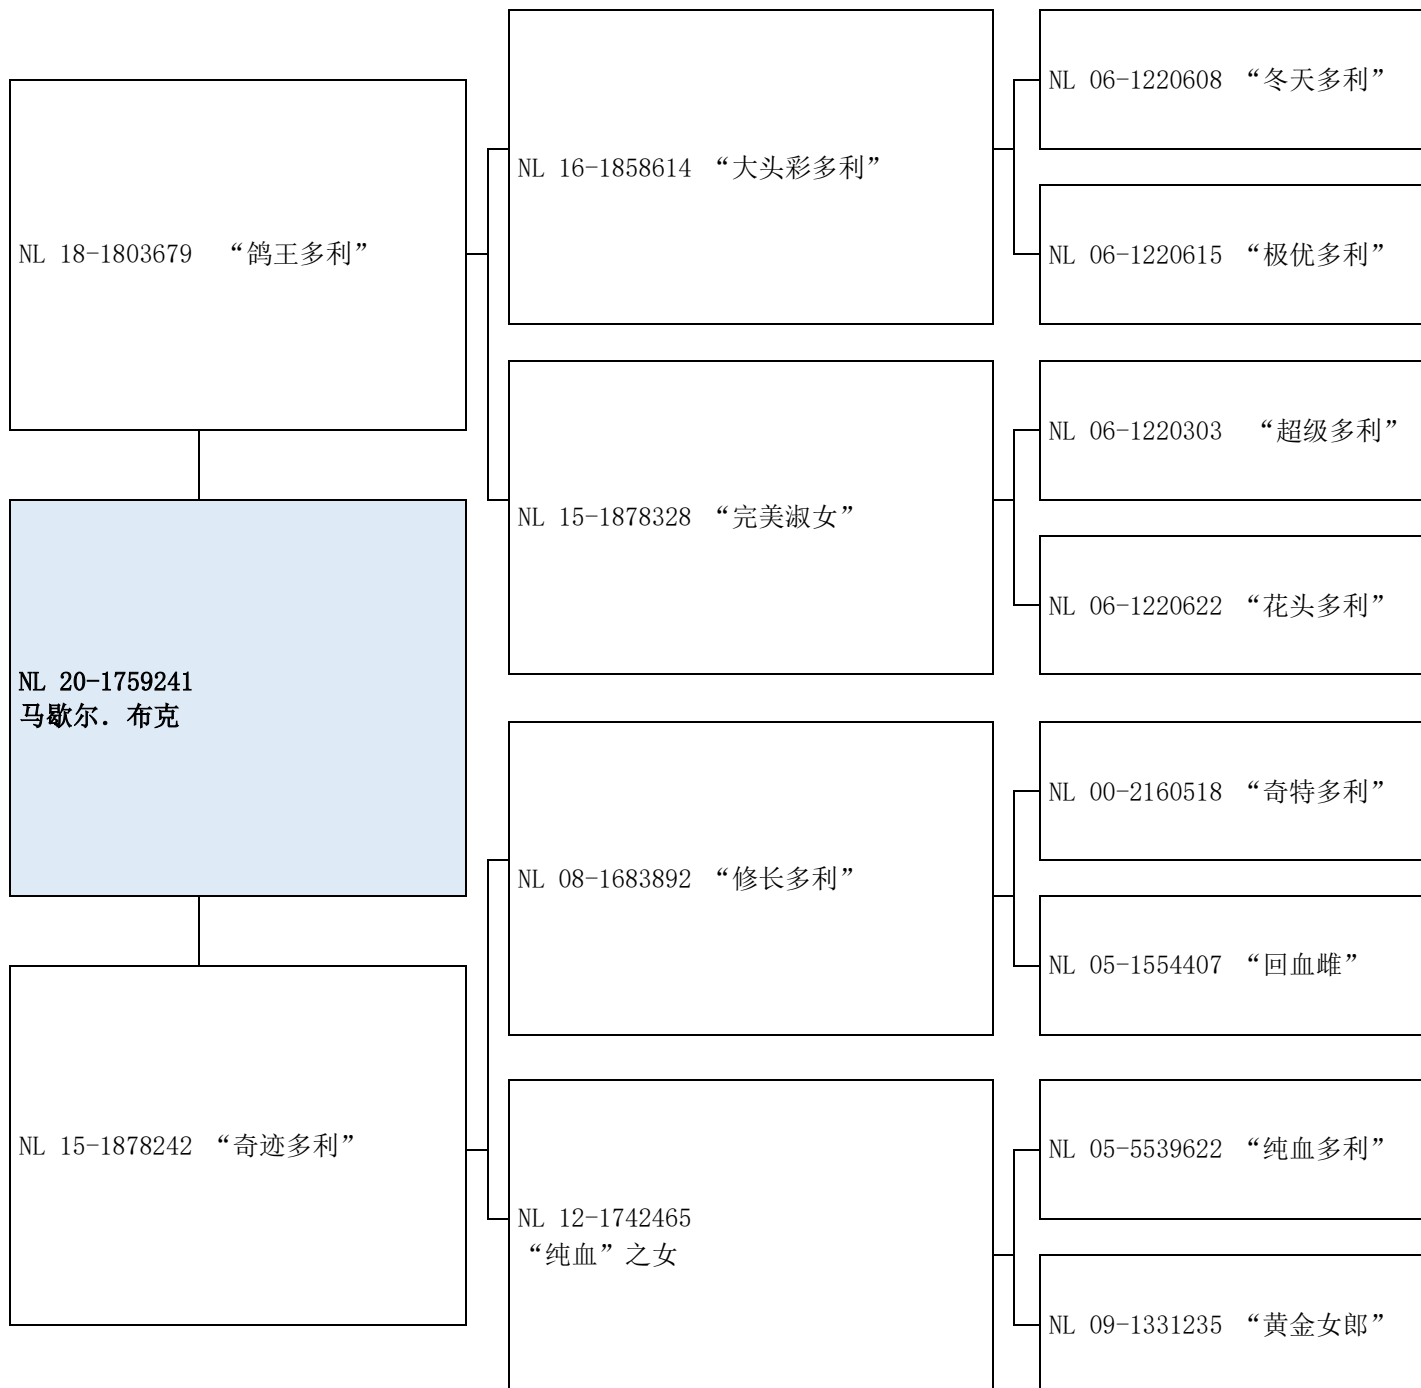 NL 18-1803679 “鸽王多利”
NL 20-1759241
马歇尔．布克
NL 15-1878242 “奇迹多利”
NL 16-1858614 “大头彩多利”
NL 15-1878328 “完美淑女”
NL 08-1683892 “修长多利”
NL 12-1742465
“纯血”之女
NL 06-1220608 “冬天多利”
NL 06-1220615 “极优多利”
NL 06-1220303 “超级多利”
NL 06-1220622 “花头多利”
NL 00-2160518 “奇特多利”
NL 05-1554407 “回血雌”
NL 05-5539622 “纯血多利”
NL 09-1331235 “黄金女郎”